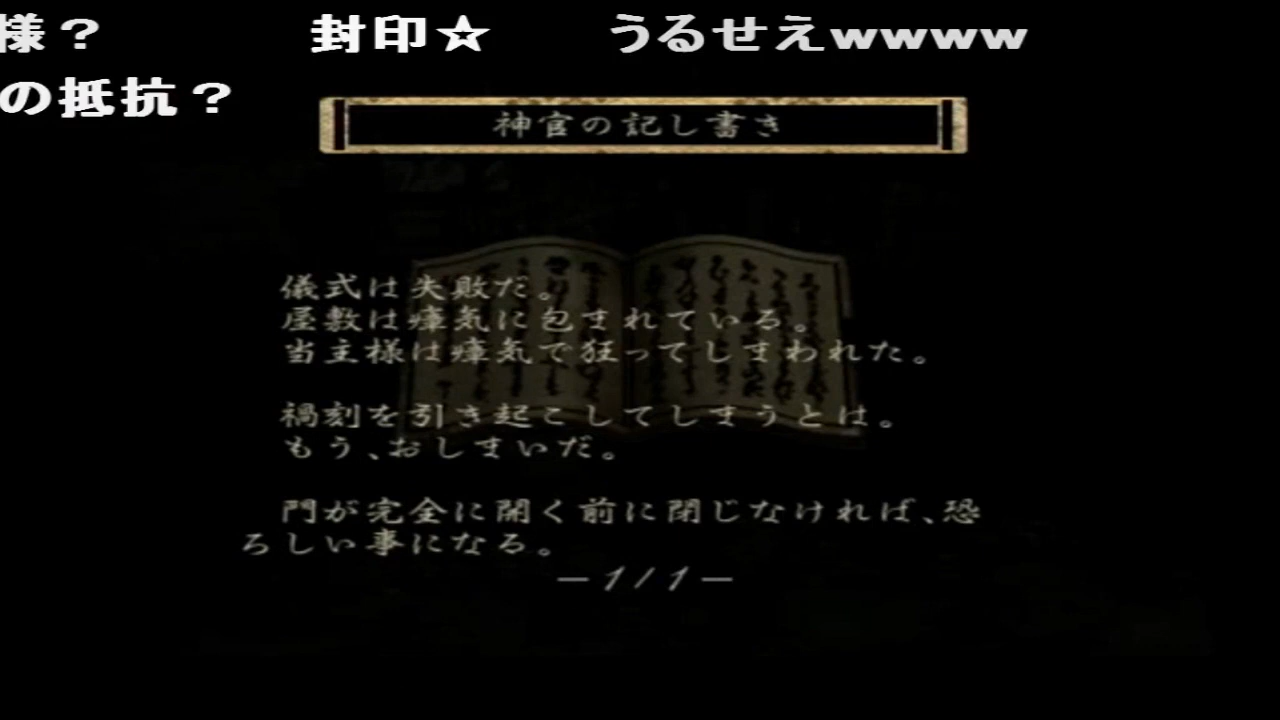 様？ 封印☆ うるせえwwww
の抵抗？
神官の記し書き
儀式は失敗だ。
屋敷は瘴気に包まれている。
当主様は瘴気で狂ってしまわれた。
禍刻を引き起こしてしまうとは。
もう、おしまいだ。
門が完全に開く前に閉じなければ、恐
ろしい事になる。
－1/1－